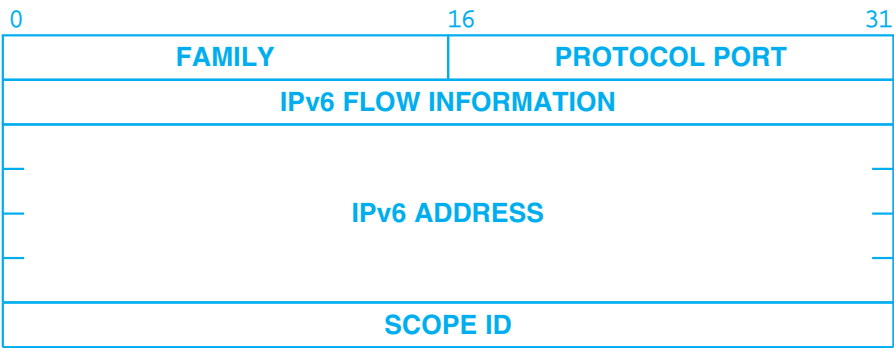 0 16 31
FAMILY PROTOCOL PORT
IPv6 FLOW INFORMATION
IPv6 ADDRESS
SCOPE ID